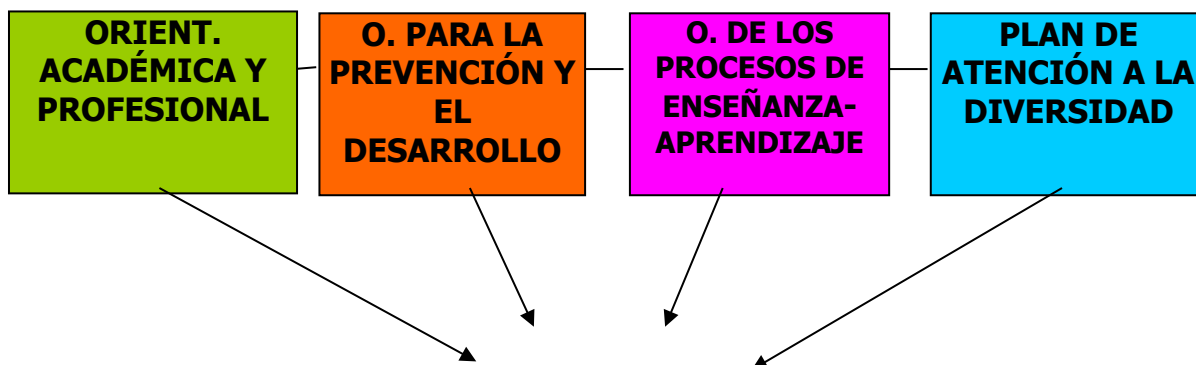 ORIENT.
ACADÉMICA Y
PROFESIONAL
O. PARA LA
PREVENCIÓN Y
EL
DESARROLLO
O. DE LOS
PROCESOS DE
ENSEÑANZA-
APRENDIZAJE
PLAN DE
ATENCIÓN A LA
DIVERSIDAD